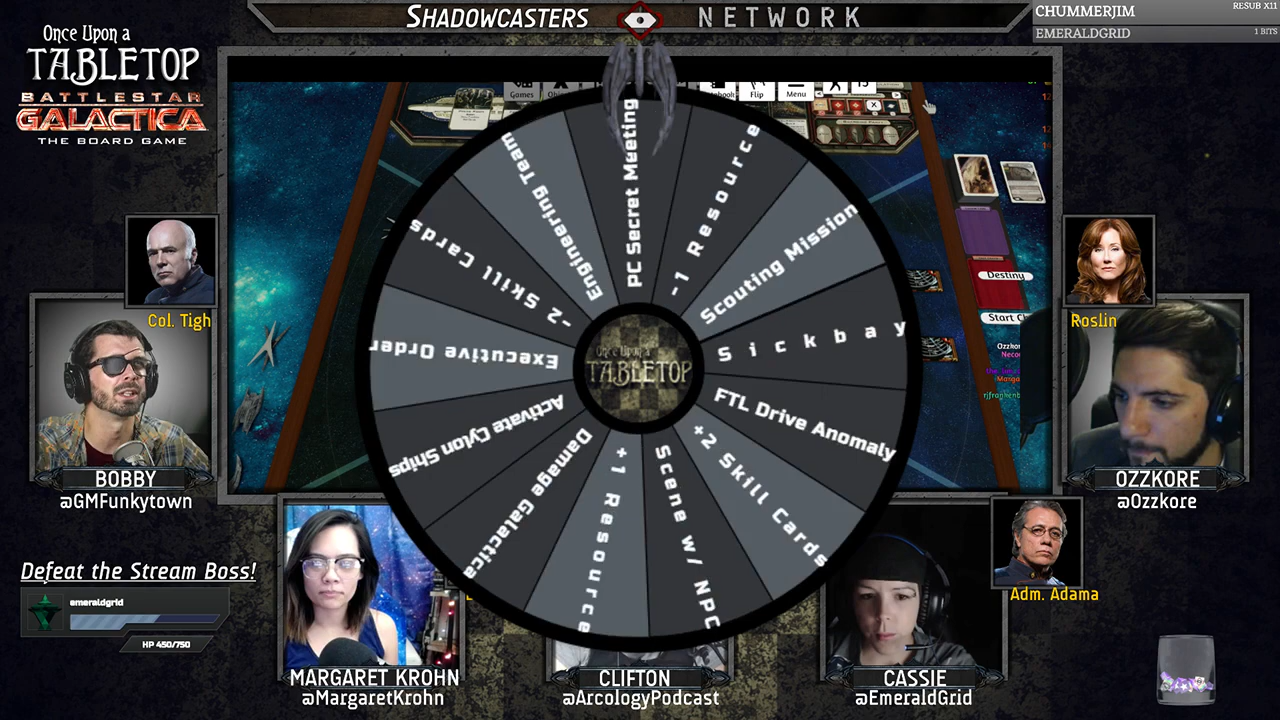 SHADOWCASTERS NETWORK
CHUMMERJIM RESUB X11
EMERALDGRID 1 BITS
Once Upon a
TABLETOP
BATTLESTAR
GALACTICA
THE BOARD GAME
Games
Flip
Menu
PC Secret Meeting
-1 Resource
Scouting Mission
Sickbay
FTL Drive Anomaly
+2 Skill Cards
Scene w/ NPC
+1 Resource
Damage Galactica
Activate Cylon Ships
Executive Order
-2 Skill Cards
Engineering Team
Once Upon a
TABLETOP
Destiny
Col. Tigh
Roslin
BOBBY
@GMFunkytown
OZZKORE
@Ozzkore
Adm. Adama
Defeat the Stream Boss!
emeraldgrid
HP 450/750
MARGARET KROHN
@MargaretKrohn
CLIFTON
@ArcologyPodcast
CASSIE
@EmeraldGrid